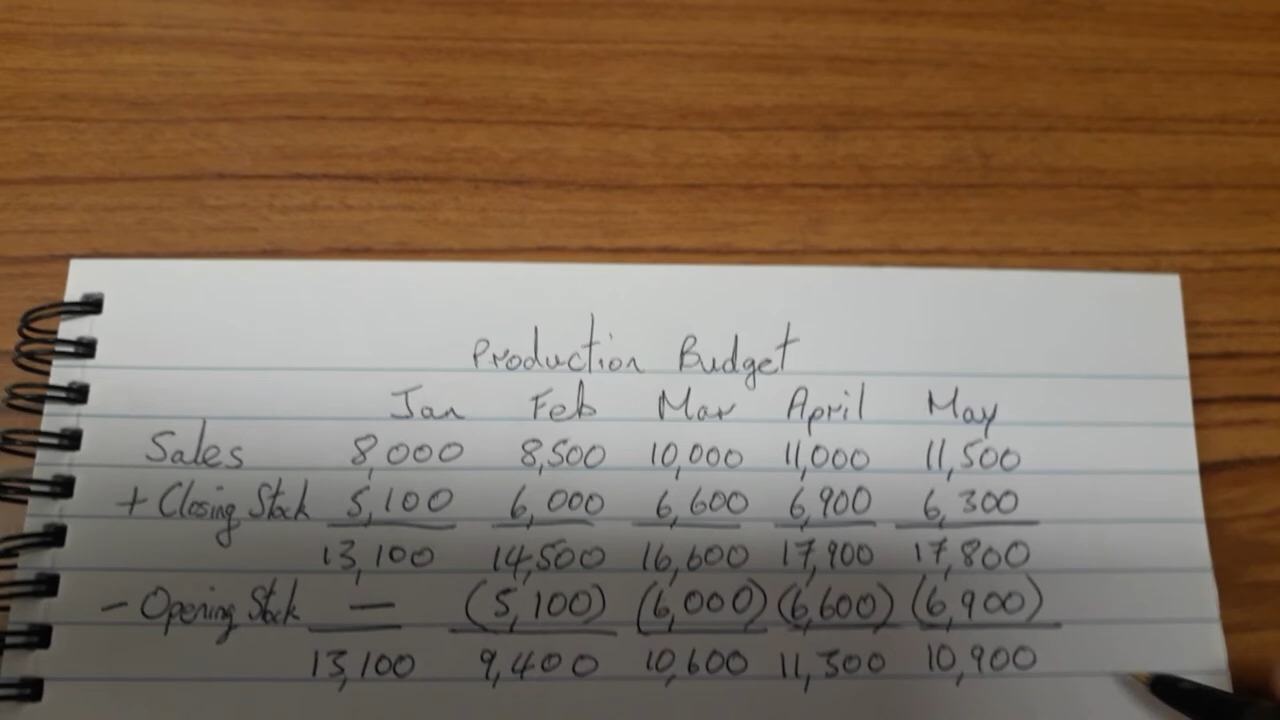 Production Budget
Jan Feb Mar April May
Sales 8,000 8,500 10,000 11,000 11,500
+ Closing Stock 5,100 6,000 6,600 6,900 6,300
13,100 14,500 16,600 17,900 17,800
- Opening Stock — (5,100) (6,000) (6,600) (6,900)
13,100 9,400 10,600 11,300 10,900